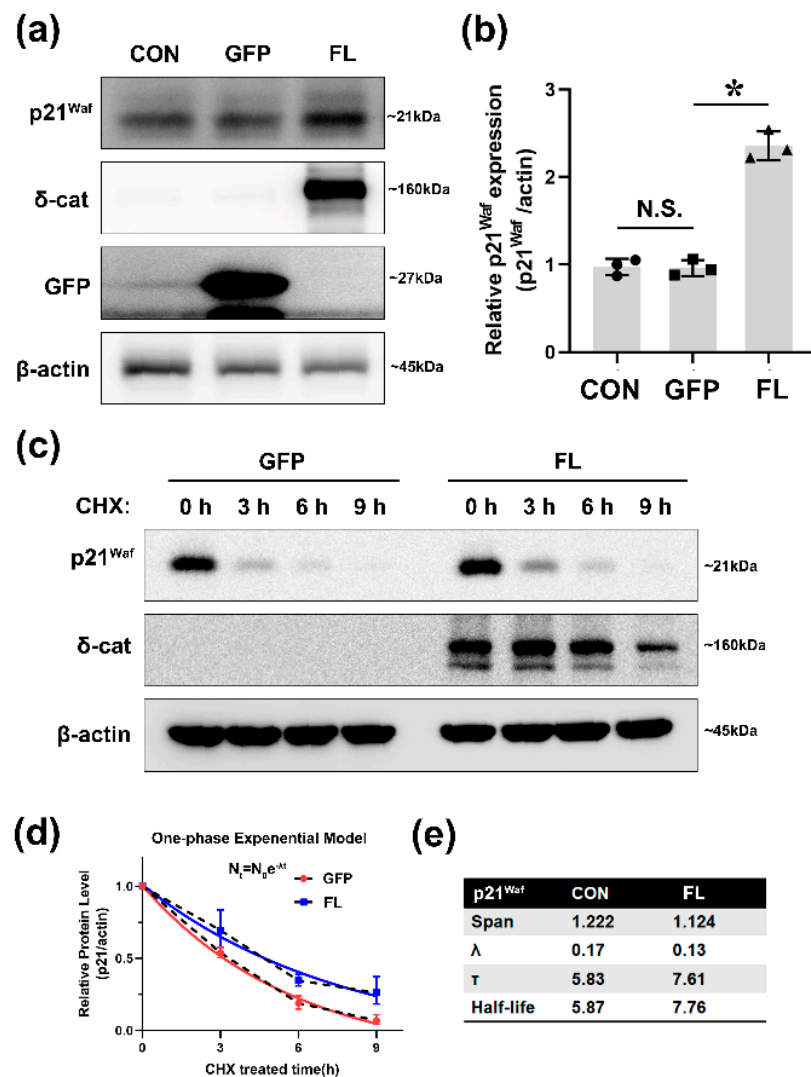 (a)
CON GFP FL
p21Waf ~21kDa
δ-cat ~160kDa
GFP ~27kDa
β-actin ~45kDa
(b)
Relative p21Waf expression
(p21Waf/actin)
3
2
1
0
N.S.
*
CON GFP FL
(c)
GFP FL
CHX: 0 h 3 h 6 h 9 h 0 h 3 h 6 h 9 h
p21Waf ~21kDa
δ-cat ~160kDa
β-actin ~45kDa
(d)
One-phase Expenential Model
Nt=N0e-λt
GFP
FL
Relative Protein Level
(p21/actin)
1.0
0.5
0.0
0 3 6 9
CHX treated time(h)
(e)
p21Waf CON FL
Span 1.222 1.124
λ 0.17 0.13
τ 5.83 7.61
Half-life 5.87 7.76